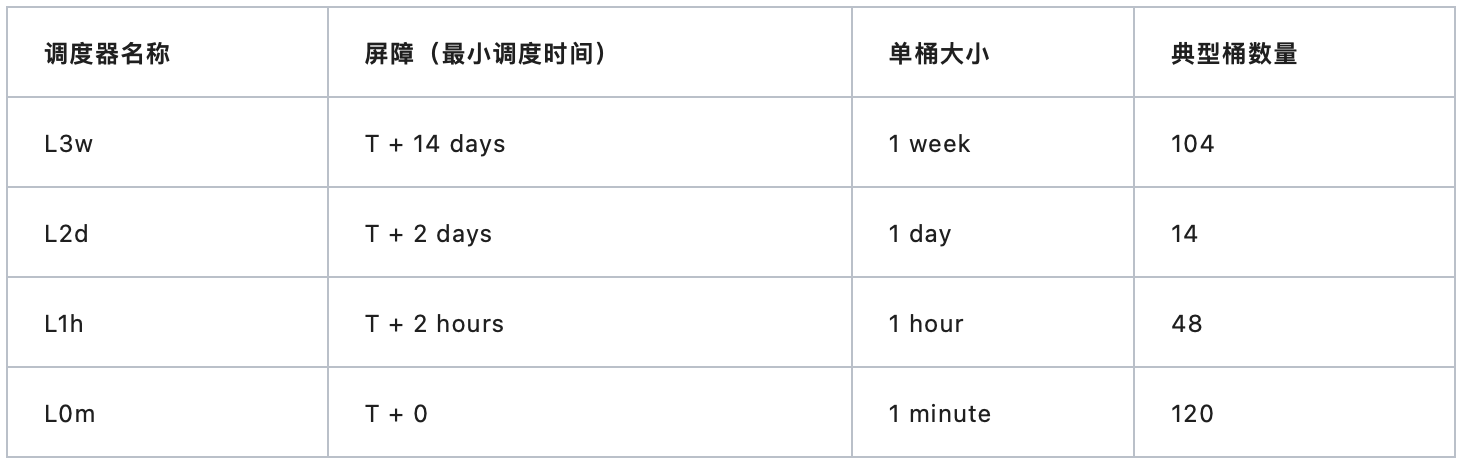 调度器名称 屏障（最小调度时间） 单桶大小 典型桶数量
L3w T + 14 days 1 week 104
L2d T + 2 days 1 day 14
L1h T + 2 hours 1 hour 48
L0m T + 0 1 minute 120